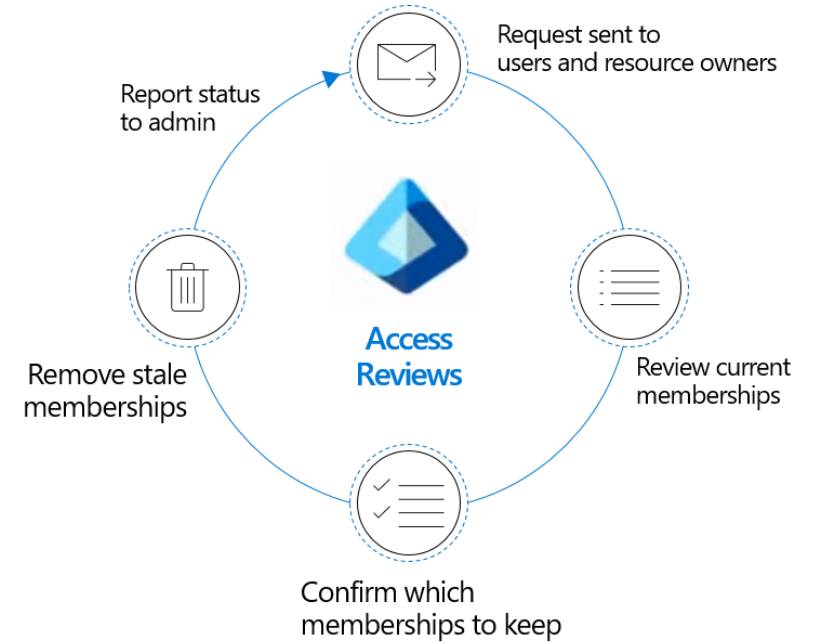 Request sent to
users and resource owners
Report status
to admin
Access
Reviews
Review current
memberships
Remove stale
memberships
Confirm which
memberships to keep